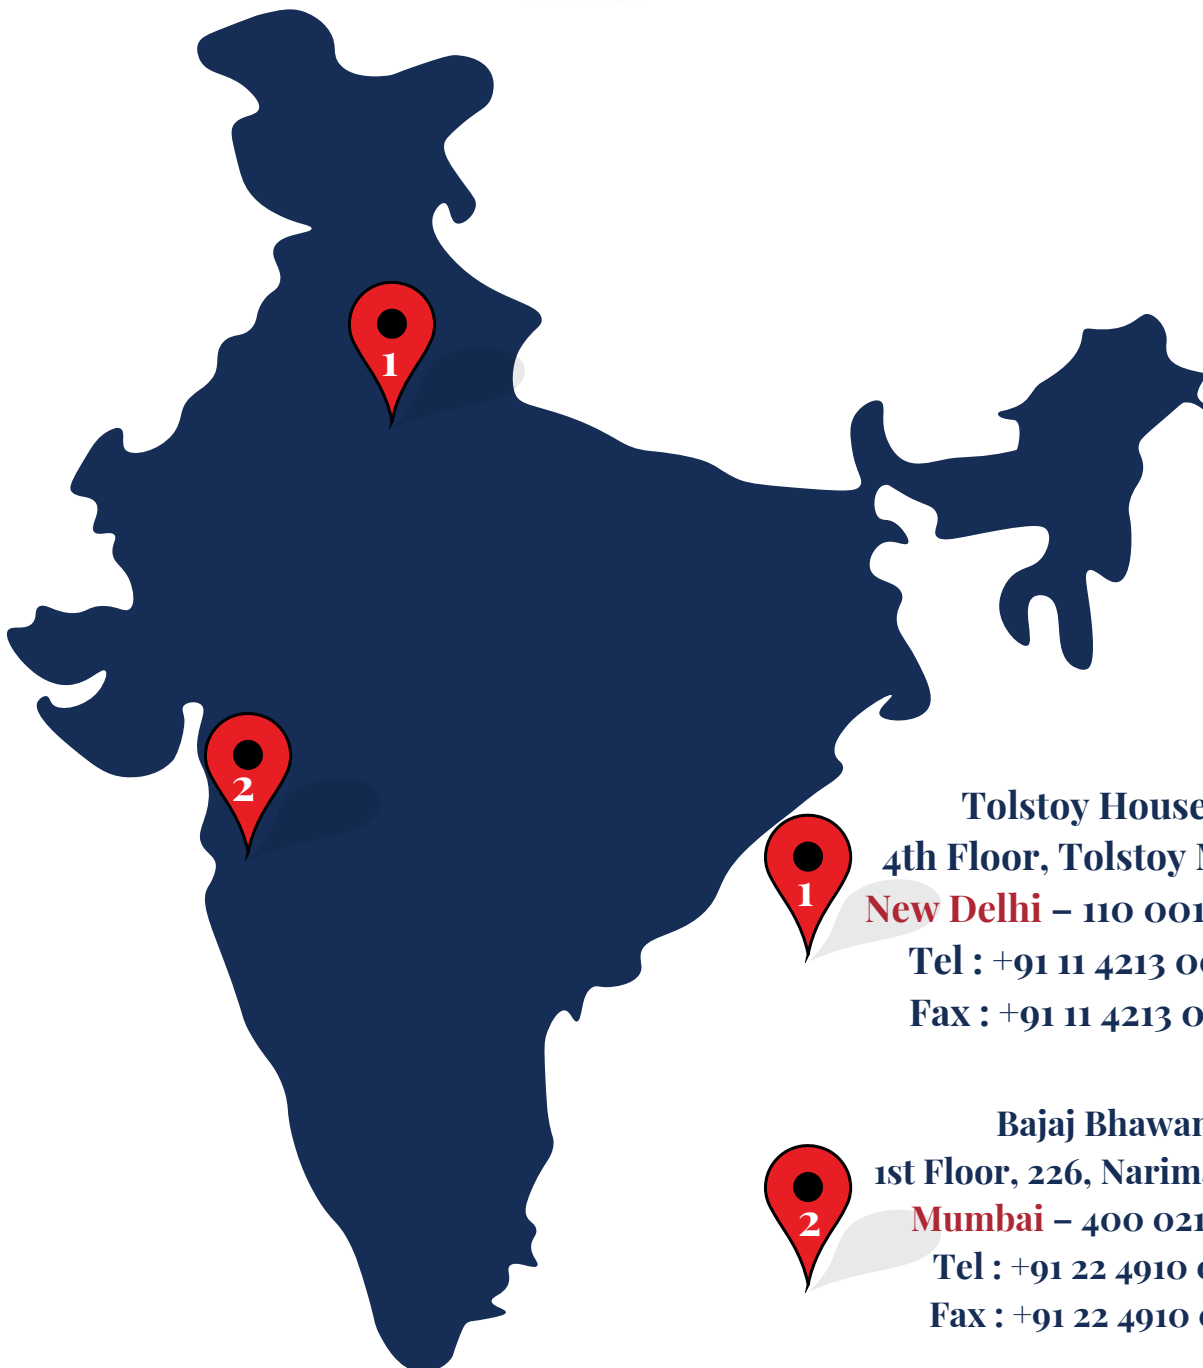 1
2
1
Tolstoy House
4th Floor, Tolstoy
New Delhi – 110 001
Tel : +91 11 4213
Fax : +91 11 4213
2
Bajaj Bhawan
1st Floor, 226,
Mumbai – 400 021
Tel : +91 22 4910
Fax : +91 22 4910